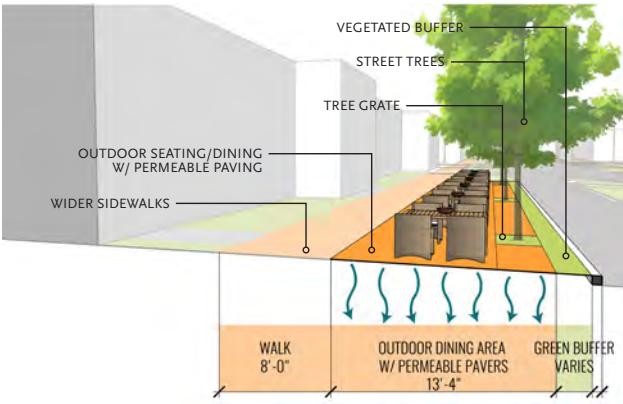 VEGETATED BUFFER
STREET TREES
TREE GRATE
OUTDOOR SEATING/DINING
W/ PERMEABLE PAVING
WIDER SIDEWALKS
WALK
8'-0"
OUTDOOR DINING AREA
W/ PERMEABLE PAVERS
13'-4"
GREEN BUFFER
VARIES